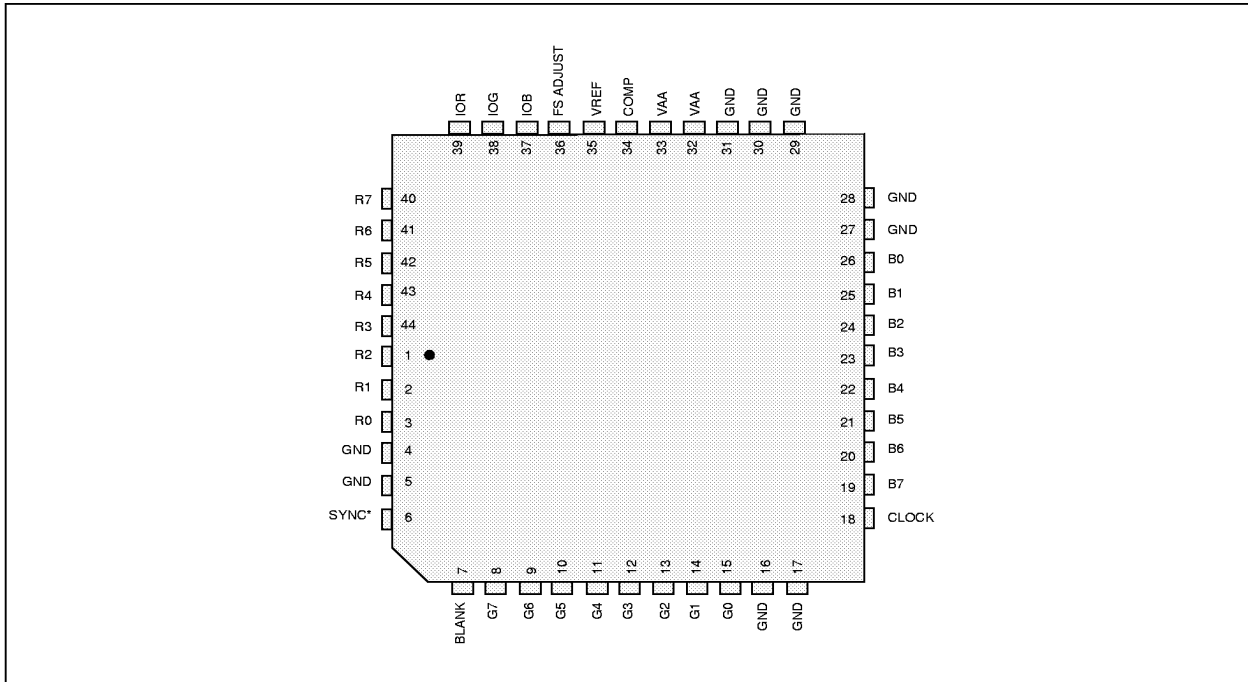 IOR
IOG
IOB
FS ADJUST
VREF
COMP
VAA
VAA
GND
GND
GND
39
38
37
36
35
34
33
32
31
30
29
R7 40
R6 41
R5 42
R4 43
R3 44
R2 1
R1 2
R0 3
GND 4
GND 5
SYNC* 6
28 GND
27 GND
26 B0
25 B1
24 B2
23 B3
22 B4
21 B5
20 B6
19 B7
18 CLOCK
7
8
9
10
11
12
13
14
15
16
17
BLANK
G7
G6
G5
G4
G3
G2
G1
G0
GND
GND